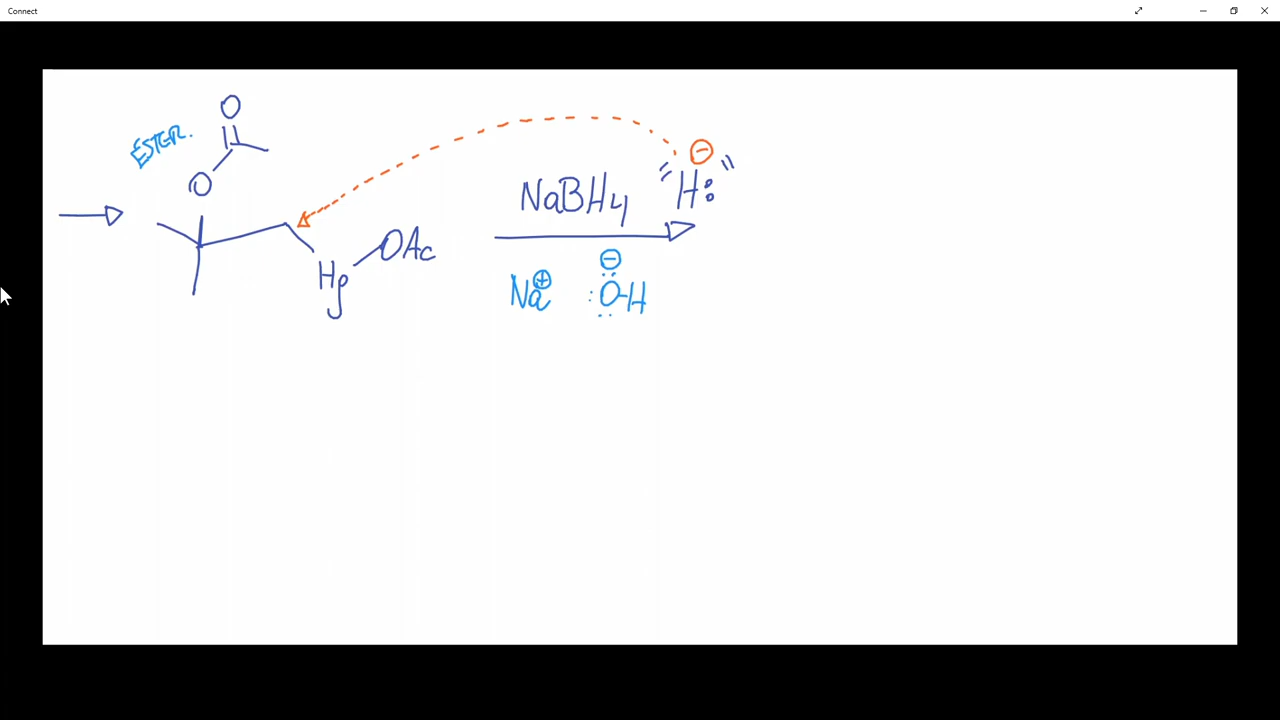 Connect
O
ESTER.
O
NaBH4
"H:⊖"
Hg
OAc
Na⊕
:O-H⊖